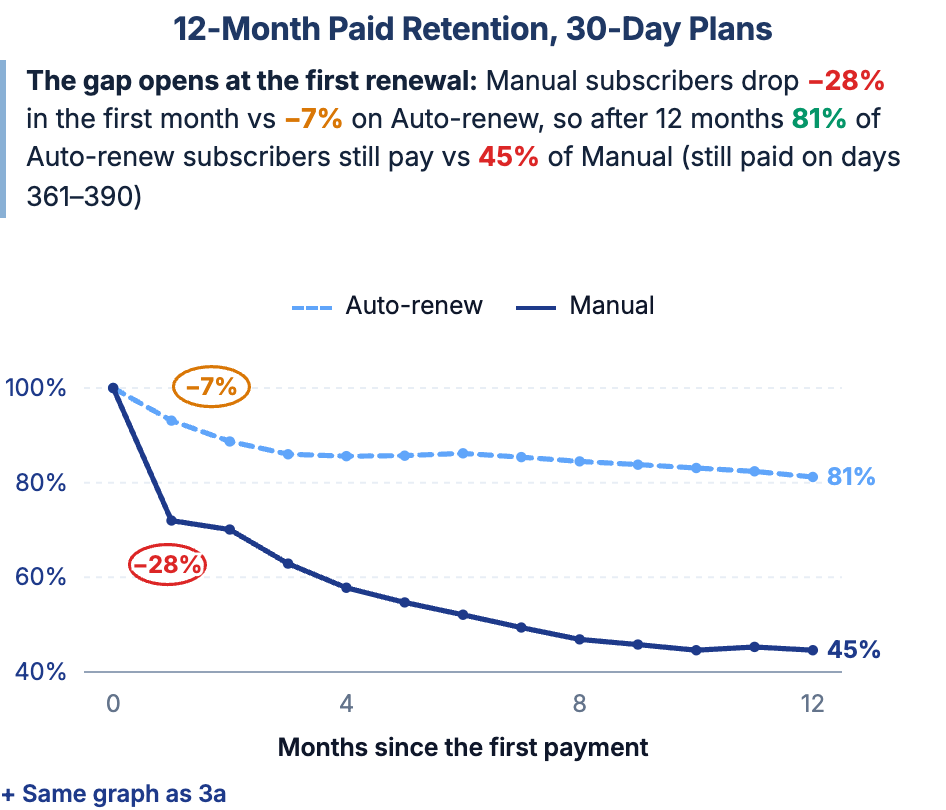 12-Month Paid Retention, 30-Day Plans
The gap opens at the first renewal: Manual subscribers drop −28%
in the first month vs −7% on Auto-renew, so after 12 months 81% of
Auto-renew subscribers still pay vs 45% of Manual (still paid on days
361–390)
Auto-renew Manual
100%
−7%
80%
81%
−28%
60%
45%
40%
0 4 8 12
Months since the first payment
+ Same graph as 3a